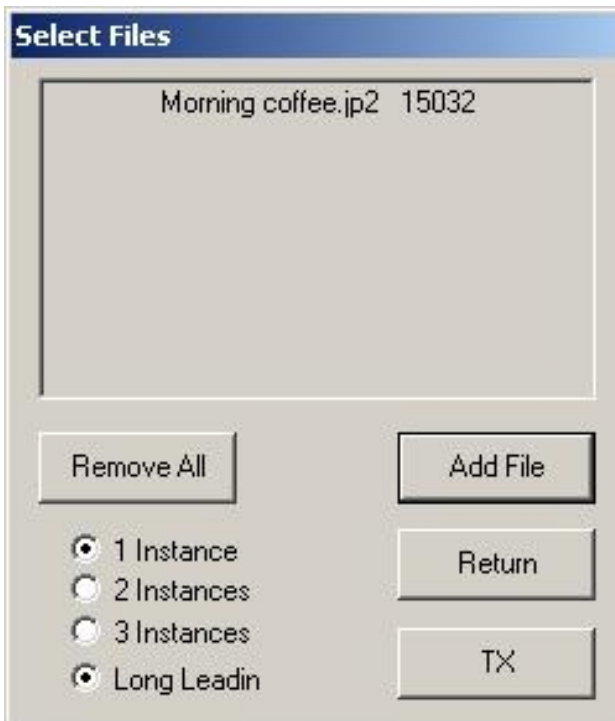 Select Files
Morning coffee.jp2 15032
Remove All
Add File
1 Instance
2 Instances
3 Instances
Long Leadin
Return
TX